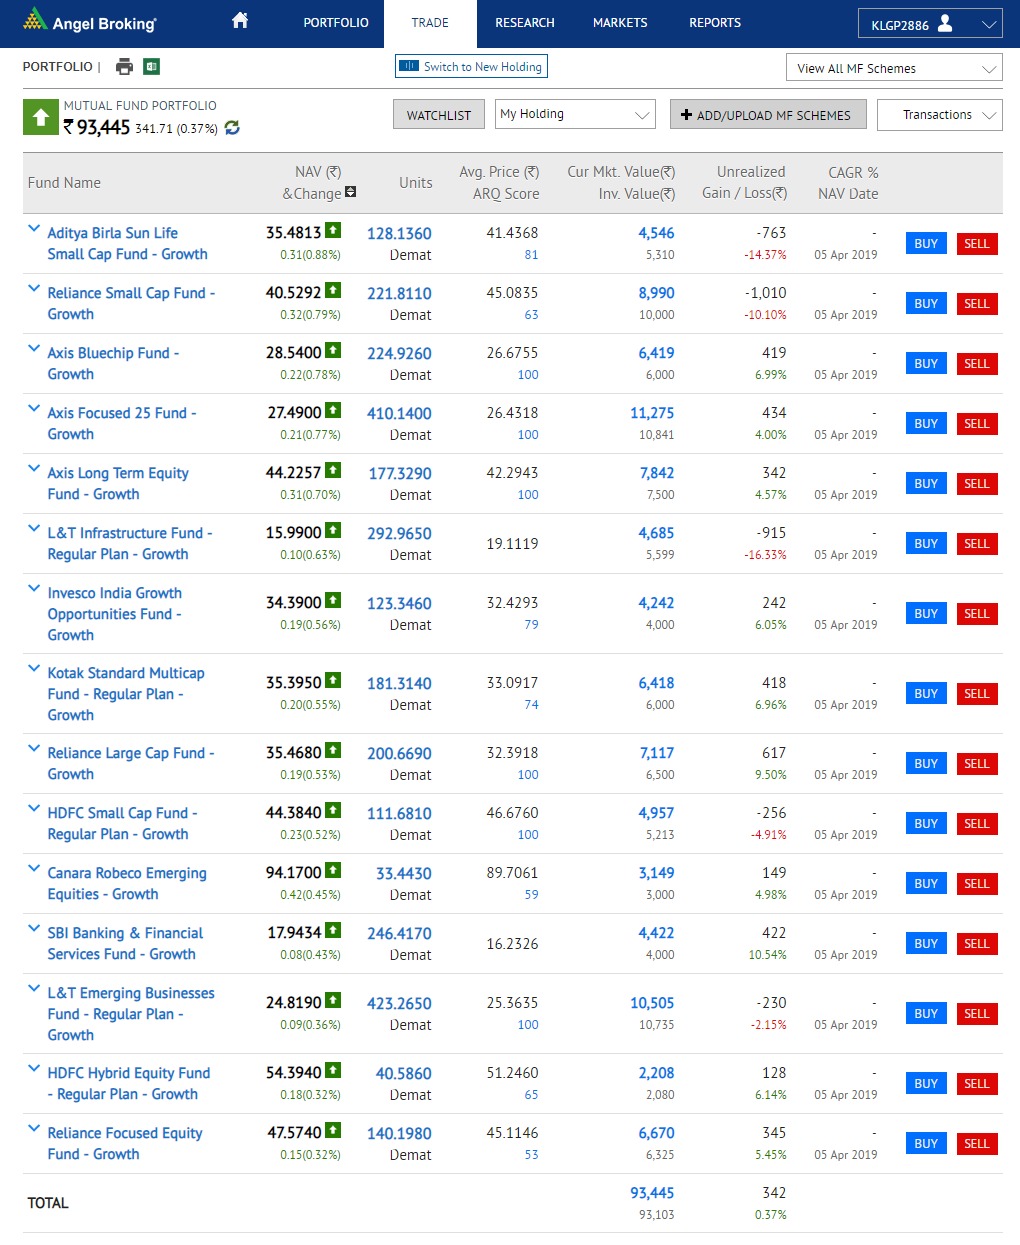 Angel Broking
PORTFOLIO TRADE RESEARCH MARKETS REPORTS KLGP2886
PORTFOLIO | Switch to New Holding View All MF Schemes
MUTUAL FUND PORTFOLIO
₹ 93,445 341.71 (0.37%) WATCHLIST My Holding ADD/UPLOAD MF SCHEMES Transactions
Fund Name NAV (₹) &Change Units Avg. Price (₹) ARQ Score Cur Mkt. Value(₹) Inv. Value(₹) Unrealized Gain / Loss(₹) CAGR % NAV Date
Aditya Birla Sun Life 35.4813 128.1360 41.4368 4,546 -763 -
Small Cap Fund - Growth 0.31(0.88%) Demat 81 5,310 -14.37% 05 Apr 2019 BUY SELL
Reliance Small Cap Fund - 40.5292 221.8110 45.0835 8,990 -1,010 -
Growth 0.32(0.79%) Demat 63 10,000 -10.10% 05 Apr 2019 BUY SELL
Axis Bluechip Fund - 28.5400 224.9260 26.6755 6,419 419 -
Growth 0.22(0.78%) Demat 100 6,000 6.99% 05 Apr 2019 BUY SELL
Axis Focused 25 Fund - 27.4900 410.1400 26.4318 11,275 434 -
Growth 0.21(0.77%) Demat 100 10,841 4.00% 05 Apr 2019 BUY SELL
Axis Long Term Equity 44.2257 177.3290 42.2943 7,842 342 -
Fund - Growth 0.31(0.70%) Demat 100 7,500 4.57% 05 Apr 2019 BUY SELL
L&T Infrastructure Fund - 15.9900 292.9650 19.1119 4,685 -915 -
Regular Plan - Growth 0.10(0.63%) Demat 5,599 -16.33% 05 Apr 2019 BUY SELL
Invesco India Growth
Opportunities Fund - 34.3900 123.3460 32.4293 4,242 242 -
Growth 0.19(0.56%) Demat 79 4,000 6.05% 05 Apr 2019 BUY SELL
Kotak Standard Multicap
Fund - Regular Plan - 35.3950 181.3140 33.0917 6,418 418 -
Growth 0.20(0.55%) Demat 74 6,000 6.96% 05 Apr 2019 BUY SELL
Reliance Large Cap Fund - 35.4680 200.6690 32.3918 7,117 617 -
Growth 0.19(0.53%) Demat 100 6,500 9.50% 05 Apr 2019 BUY SELL
HDFC Small Cap Fund - 44.3840 111.6810 46.6760 4,957 -256 -
Regular Plan - Growth 0.23(0.52%) Demat 100 5,213 -4.91% 05 Apr 2019 BUY SELL
Canara Robeco Emerging 94.1700 33.4430 89.7061 3,149 149 -
Equities - Growth 0.42(0.45%) Demat 59 3,000 4.98% 05 Apr 2019 BUY SELL
SBI Banking & Financial 17.9434 246.4170 16.2326 4,422 422 -
Services Fund - Growth 0.08(0.43%) Demat 4,000 10.54% 05 Apr 2019 BUY SELL
L&T Emerging Businesses
Fund - Regular Plan - 24.8190 423.2650 25.3635 10,505 -230 -
Growth 0.09(0.36%) Demat 100 10,735 -2.15% 05 Apr 2019 BUY SELL
HDFC Hybrid Equity Fund 54.3940 40.5860 51.2460 2,208 128 -
- Regular Plan - Growth 0.18(0.32%) Demat 65 2,080 6.14% 05 Apr 2019 BUY SELL
Reliance Focused Equity 47.5740 140.1980 45.1146 6,670 345 -
Fund - Growth 0.15(0.32%) Demat 53 6,325 5.45% 05 Apr 2019 BUY SELL
TOTAL 93,445 342
93,103 0.37%